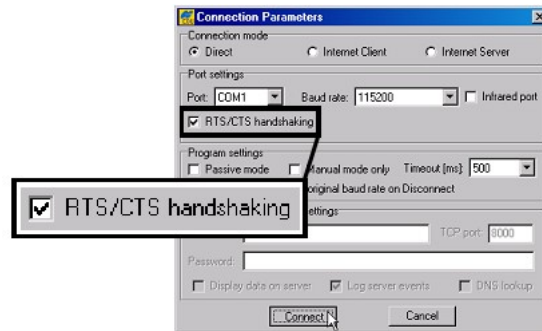 Connection Parameters
Connection mode
Direct Internet Client Internet Server
Port settings
Port: COM1 Baud rate: 115200 Infrared port
RTS/CTS handshaking
Program settings
Passive mode Manual mode only Timeout [ms]: 500
RTS/CTS handshaking
original baud rate on Disconnect
ettings
TCP port: 8000
Password:
Display data on server Log server events DNS lookup
Connect Cancel